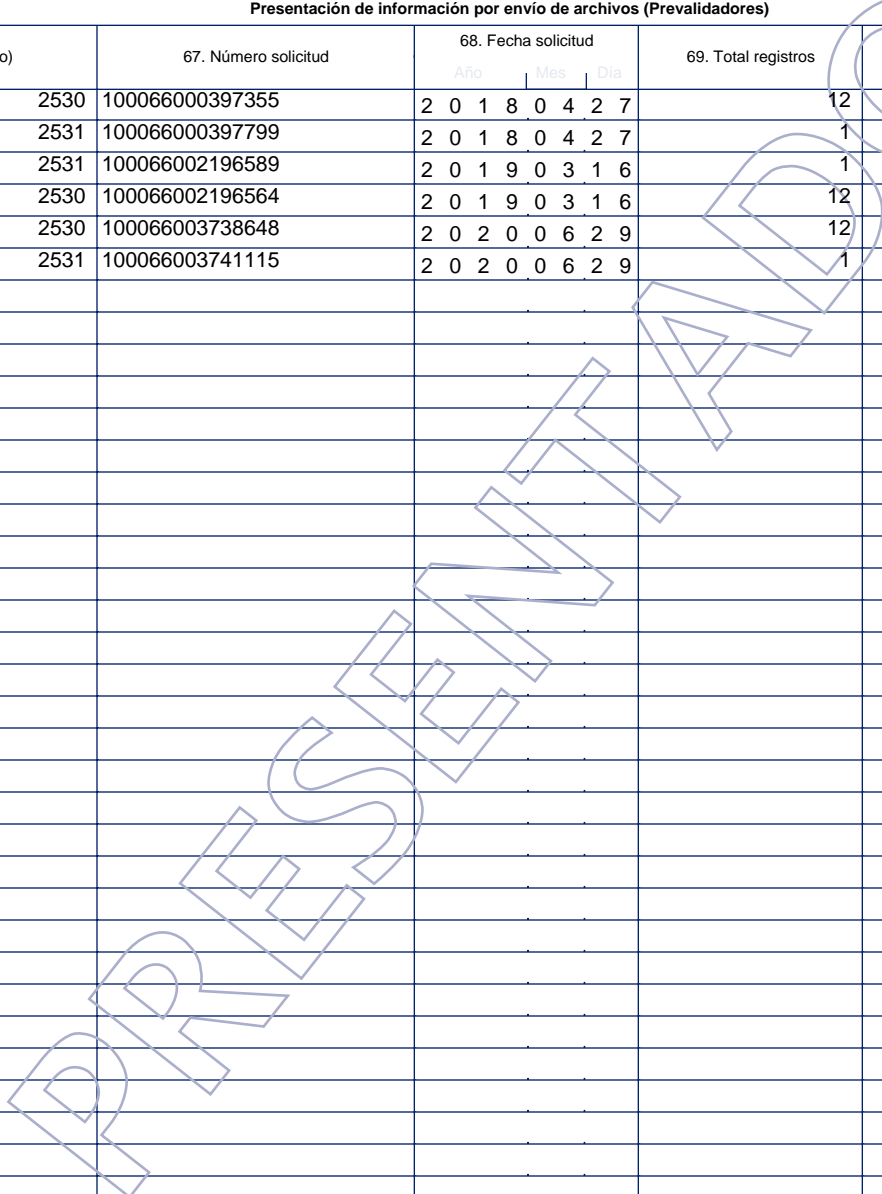 Presentación de información por envío de archivos (Prevalidadores)
o) 67. Número solicitud 68. Fecha solicitud 69. Total registros
Año Mes Día
2530 100066000397355 2 0 1 8 0 4 2 7 12
2531 100066000397799 2 0 1 8 0 4 2 7 1
2531 100066002196589 2 0 1 9 0 3 1 6 1
2530 100066002196564 2 0 1 9 0 3 1 6 12
2530 100066003738648 2 0 2 0 0 6 2 9 12
2531 100066003741115 2 0 2 0 0 6 2 9 1
PRESENTADO